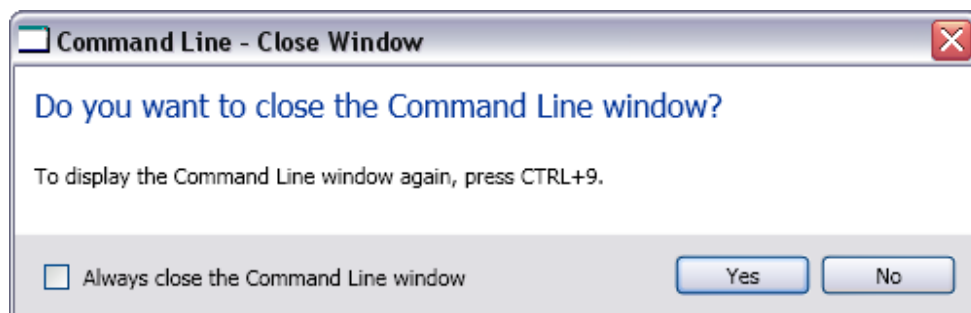 Command Line - Close Window
Do you want to close the Command Line window?
To display the Command Line window again, press CTRL+9.
Always close the Command Line window
Yes
No